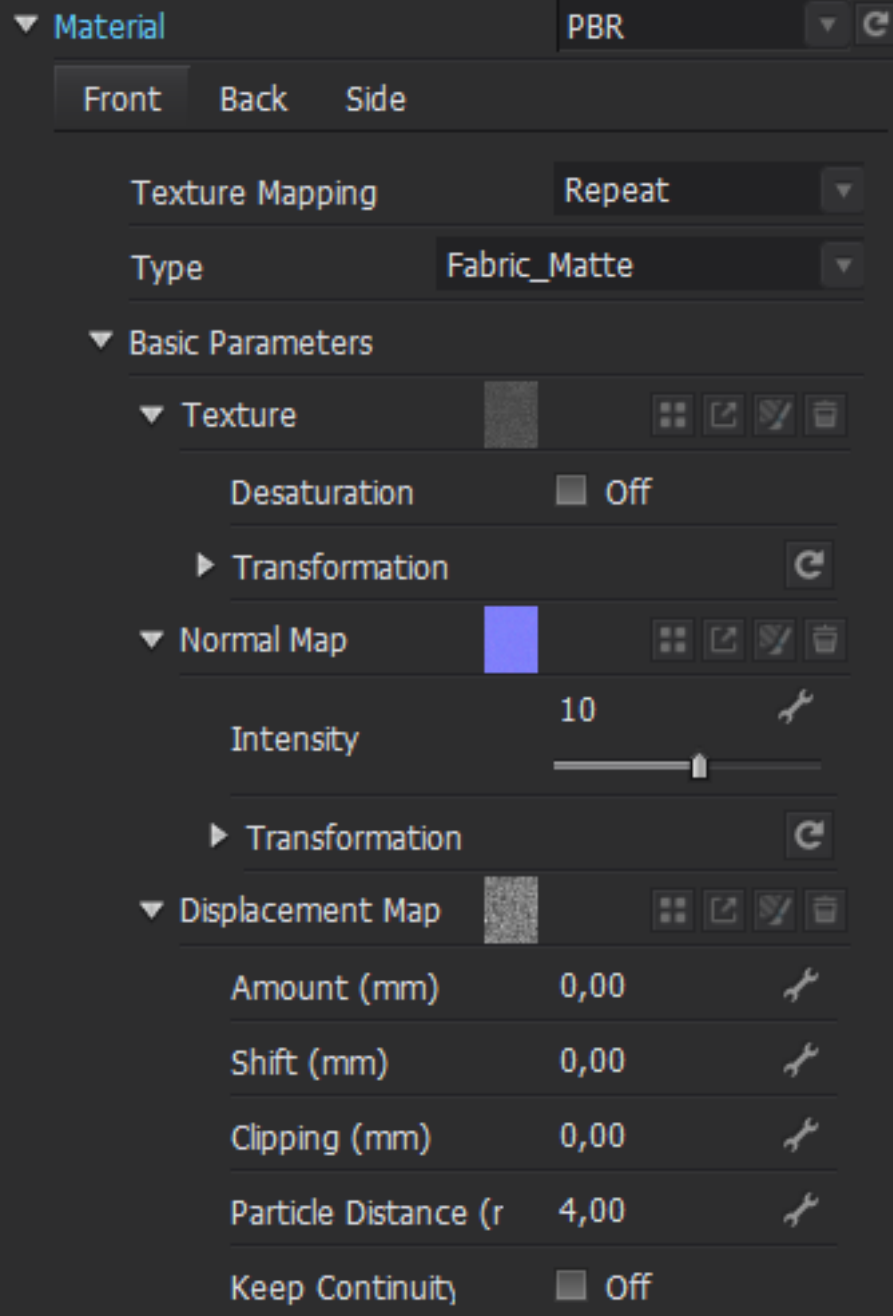 Material PBR
Front Back Side
Texture Mapping Repeat
Type Fabric_Matte
Basic Parameters
Texture
Desaturation Off
Transformation
Normal Map
Intensity 10
Transformation
Displacement Map
Amount (mm) 0,00
Shift (mm) 0,00
Clipping (mm) 0,00
Particle Distance (r 4,00
Keep Continuity Off